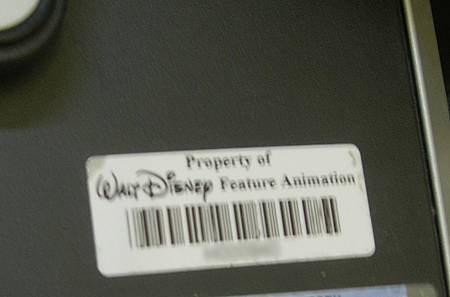 Property of
Walt Disney Feature Animation